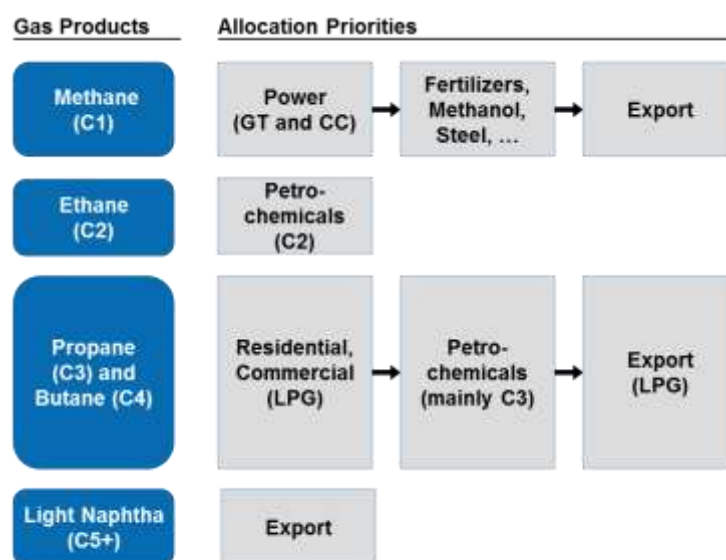 Gas Products
Allocation Priorities
Methane
(C1)
Power
(GT and CC)
Fertilizers,
Methanol,
Steel, ...
Export
Ethane
(C2)
Petro-
chemicals
(C2)
Propane
(C3) and
Butane (C4)
Residential,
Commercial
(LPG)
Petro-
chemicals
(mainly C3)
Export
(LPG)
Light Naphtha
(C5+)
Export